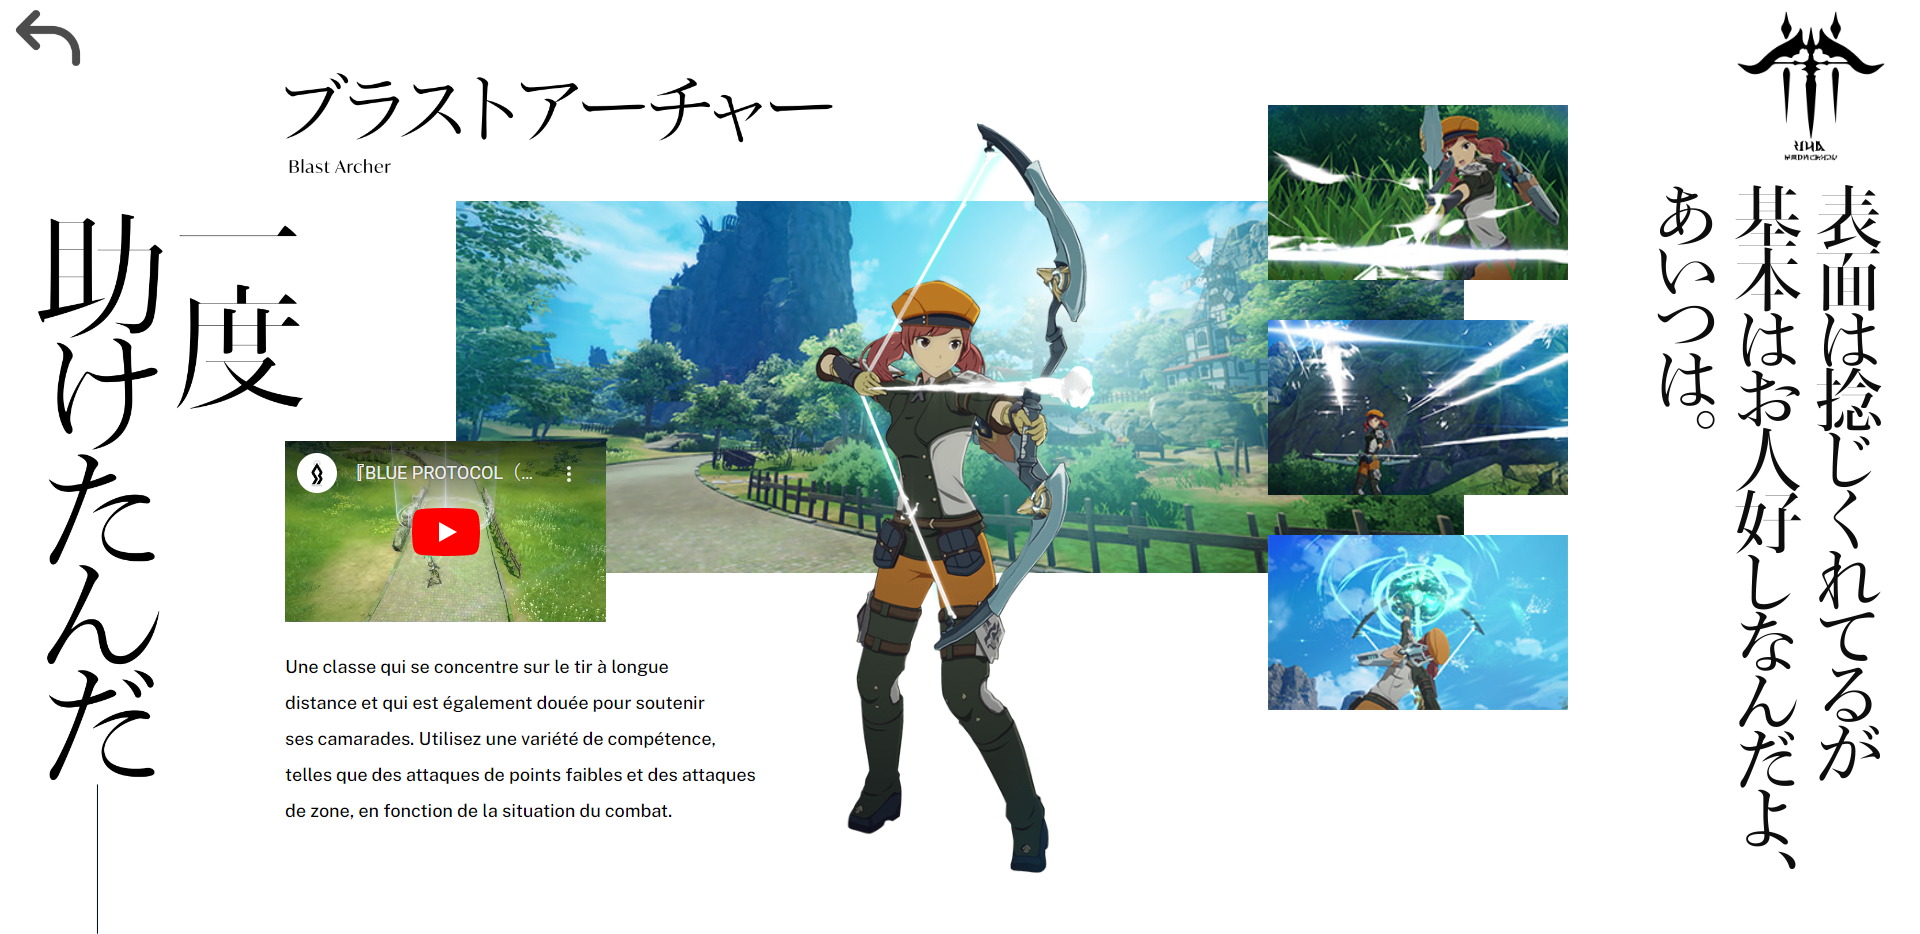 ブラストアーチャー
Blast Archer
一度
助けたんだ
『BLUE PROTOCOL（...
Une classe qui se concentre sur le tir à longue
distance et qui est également douée pour soutenir
ses camarades. Utilisez une variété de compétence,
telles que des attaques de points faibles et des attaques
de zone, en fonction de la situation du combat.
表面は捻じくれてるが
基本はお人好しなんだよ、
あいつは。